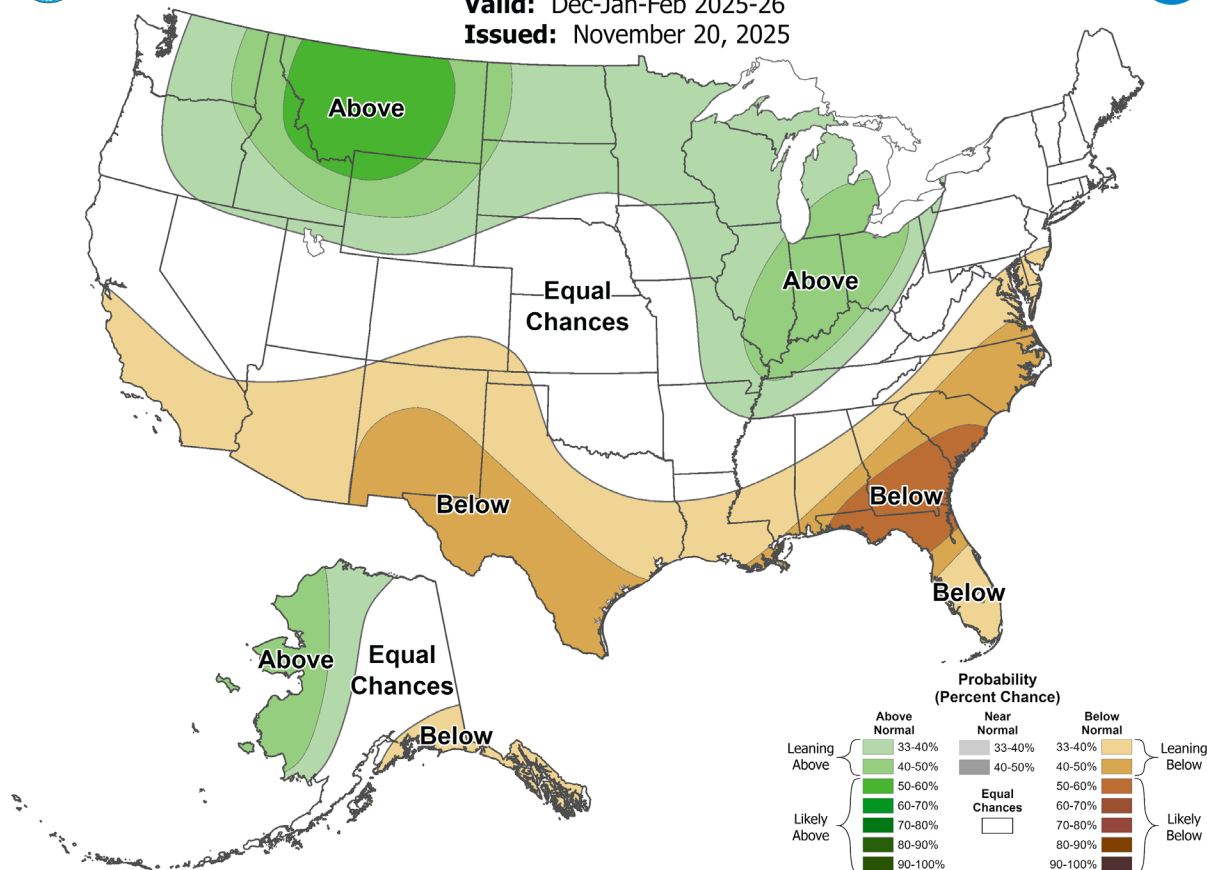 Valid: Dec-Jan-Feb 2025-26
Issued: November 20, 2025
Above
Above
Equal
Chances
Below
Below
Below
Above
Equal
Chances
Below
Probability
(Percent Chance)
Above
Normal
Near
Normal
Below
Normal
Leaning
Above
33-40%
40-50%
33-40%
40-50%
33-40%
40-50%
Leaning
Below
Equal
Chances
Likely
Above
50-60%
60-70%
70-80%
80-90%
90-100%
50-60%
60-70%
70-80%
80-90%
90-100%
Likely
Below